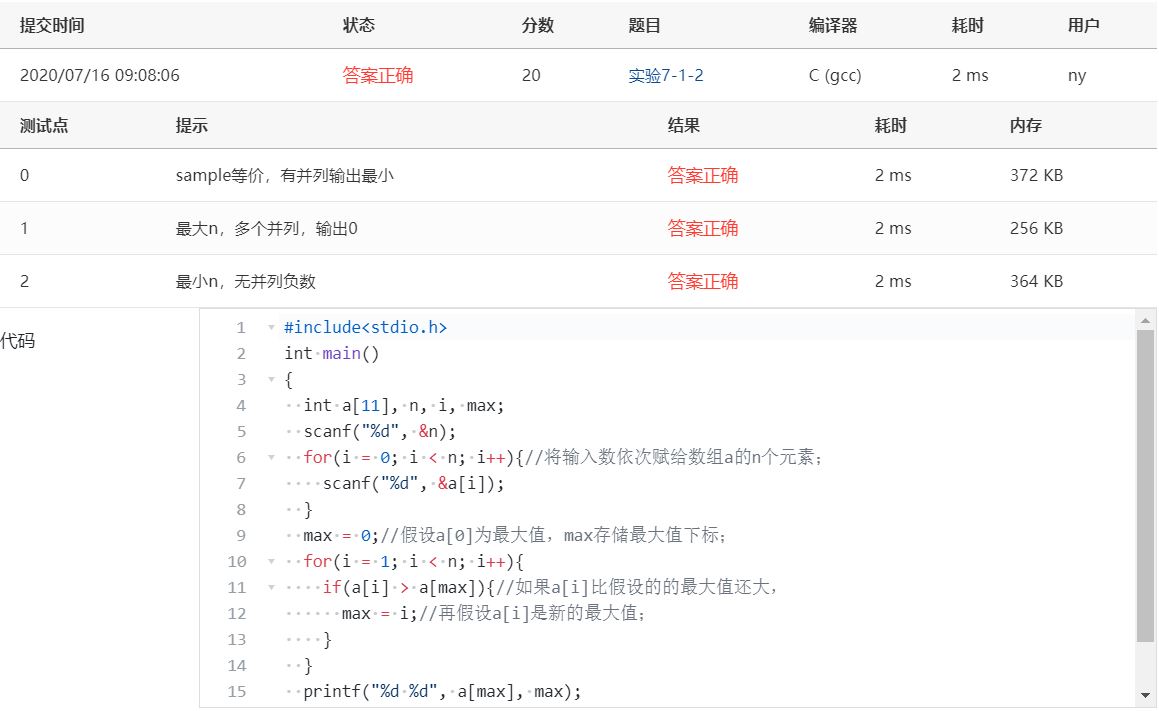 提交时间 状态 分数 题目 编译器 耗时 用户
2020/07/16 09:08:06 答案正确 20 实验7-1-2 C (gcc) 2 ms ny
测试点 提示 结果 耗时 内存
0 sample等价，有并列输出最小 答案正确 2 ms 372 KB
1 最大n，多个并列，输出0 答案正确 2 ms 256 KB
2 最小n，无并列负数 答案正确 2 ms 364 KB
代码
1 #include<stdio.h>
2 int main()
3 {
4 int a[11], n, i, max;
5 scanf("%d", &n);
6 for(i = 0; i < n; i++){//将输入数依次赋给数组a的n个元素；
7 scanf("%d", &a[i]);
8 }
9 max = 0;//假设a[0]为最大值，max存储最大值下标；
10 for(i = 1; i < n; i++){
11 if(a[i] > a[max]){//如果a[i]比假设的的最大值还大，
12 max = i;//再假设a[i]是新的最大值；
13 }
14 }
15 printf("%d %d", a[max], max);